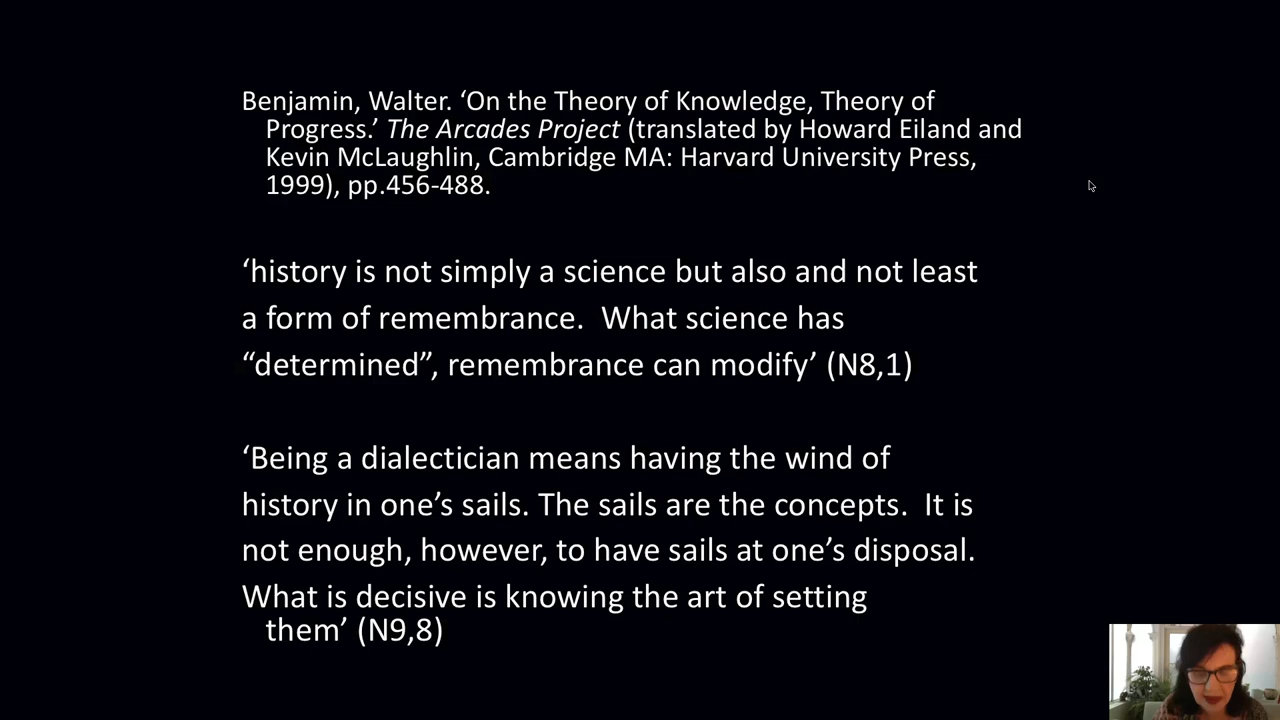 Benjamin, Walter. ‘On the Theory of Knowledge, Theory of
Progress.’ The Arcades Project (translated by Howard Eiland and
Kevin McLaughlin, Cambridge MA: Harvard University Press,
1999), pp.456-488.
‘history is not simply a science but also and not least
a form of remembrance.  What science has
“determined”, remembrance can modify’ (N8,1)
‘Being a dialectician means having the wind of
history in one’s sails. The sails are the concepts.  It is
not enough, however, to have sails at one’s disposal.
What is decisive is knowing the art of setting
them’ (N9,8)